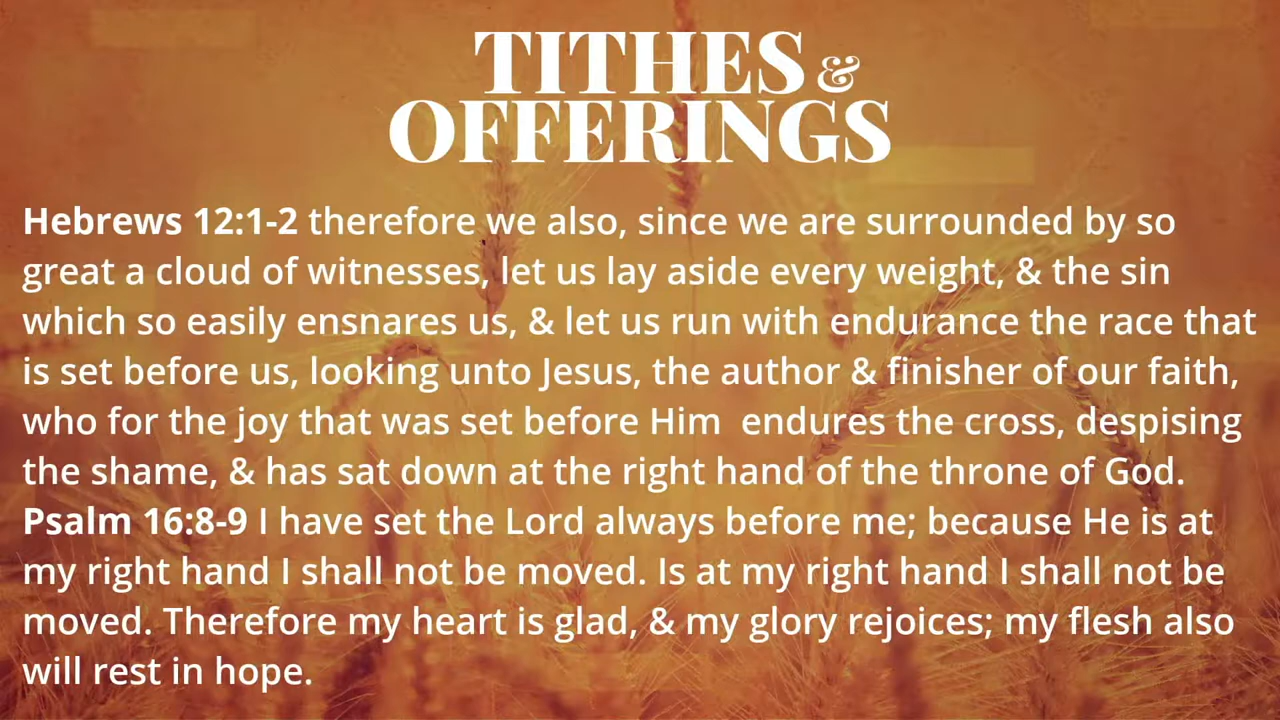 TITHES &
OFFERINGS
Hebrews 12:1-2 therefore we also, since we are surrounded by so
great a cloud of witnesses, let us lay aside every weight, & the sin
which so easily ensnares us, & let us run with endurance the race that
is set before us, looking unto Jesus, the author & finisher of our faith,
who for the joy that was set before Him  endures the cross, despising
the shame, & has sat down at the right hand of the throne of God.
Psalm 16:8-9 I have set the Lord always before me; because He is at
my right hand I shall not be moved. Is at my right hand I shall not be
moved. Therefore my heart is glad, & my glory rejoices; my flesh also
will rest in hope.